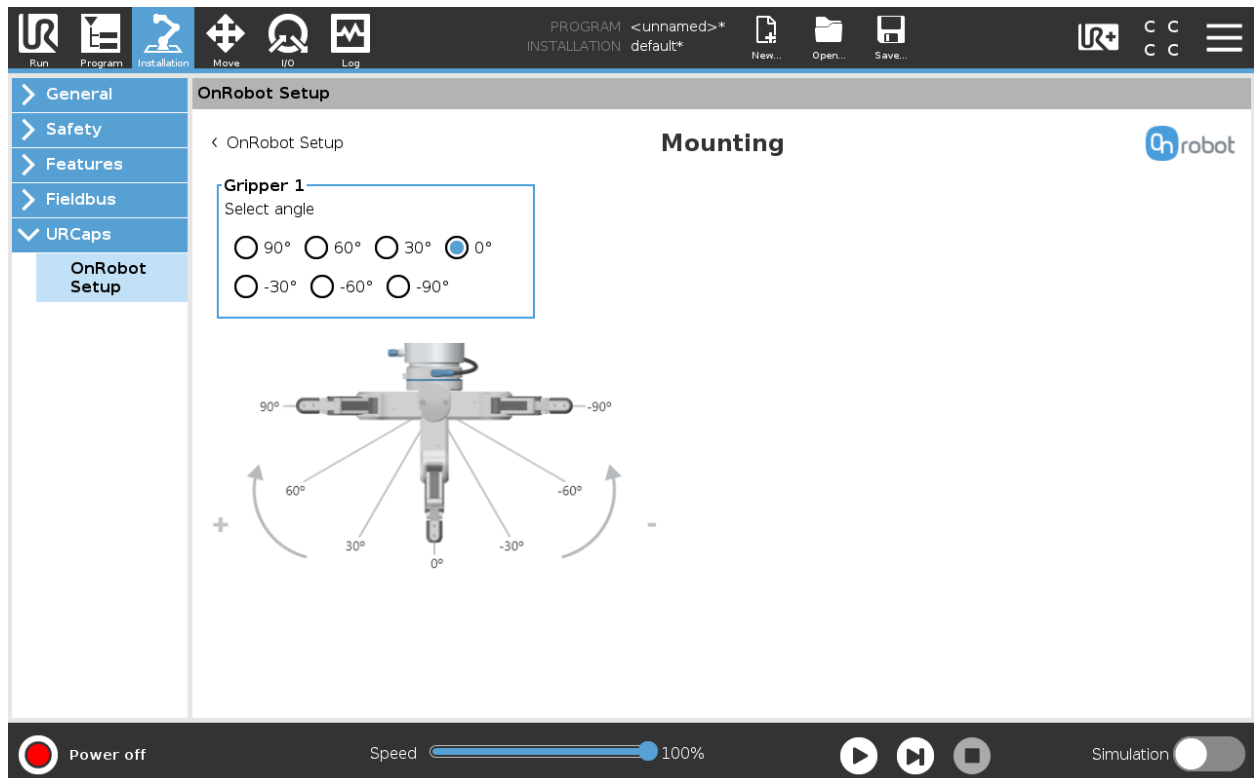 PROGRAM <unnamed>*
INSTALLATION default*
Run Program Installation Move I/O Log New... Open... Save...
UR+
C C
C C
General
OnRobot Setup
Safety
Features
Fieldbus
URCaps
OnRobot
Setup
< OnRobot Setup
Mounting
On robot
Gripper 1
Select angle
90° 60° 30° 0°
-30° -60° -90°
90° -90°
60° -60°
+ -
30° -30°
0°
Power off
Speed 100%
Simulation